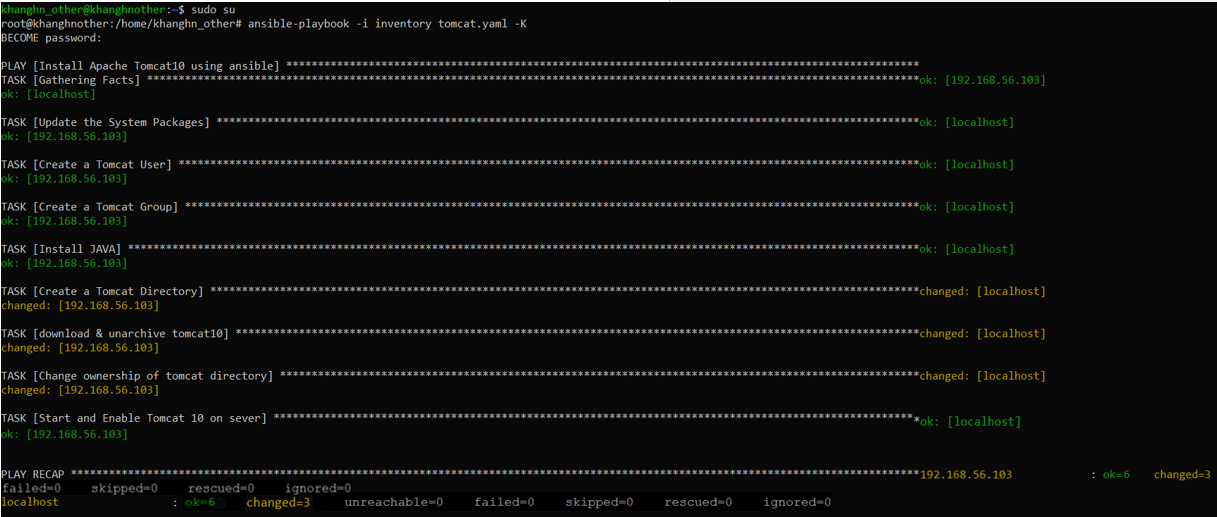 khanghn_other@khanghnother:~$ sudo su
root@khanghnother:/home/khanghn_other# ansible-playbook -i inventory tomcat.yaml -K
BECOME password:
PLAY [Install Apache Tomcat10 using ansible] ****************************************************************************************************
TASK [Gathering Facts] **************************************************************************************************************************ok: [192.168.56.103]
ok: [localhost]
TASK [Update the System Packages] ***************************************************************************************************************ok: [localhost]
ok: [192.168.56.103]
TASK [Create a Tomcat User] *********************************************************************************************************************ok: [localhost]
ok: [192.168.56.103]
TASK [Create a Tomcat Group] ********************************************************************************************************************ok: [localhost]
ok: [192.168.56.103]
TASK [Install JAVA] *****************************************************************************************************************************ok: [localhost]
ok: [192.168.56.103]
TASK [Create a Tomcat Directory] ****************************************************************************************************************changed: [localhost]
changed: [192.168.56.103]
TASK [download & unarchive tomcat10] ************************************************************************************************************changed: [localhost]
changed: [192.168.56.103]
TASK [Change ownership of tomcat directory] *****************************************************************************************************changed: [localhost]
changed: [192.168.56.103]
TASK [Start and Enable Tomcat 10 on sever] ******************************************************************************************************ok: [localhost]
ok: [192.168.56.103]
PLAY RECAP **************************************************************************************************************************************192.168.56.103 : ok=6 changed=3
failed=0 skipped=0 rescued=0 ignored=0
localhost : ok=6 changed=3 unreachable=0 failed=0 skipped=0 rescued=0 ignored=0